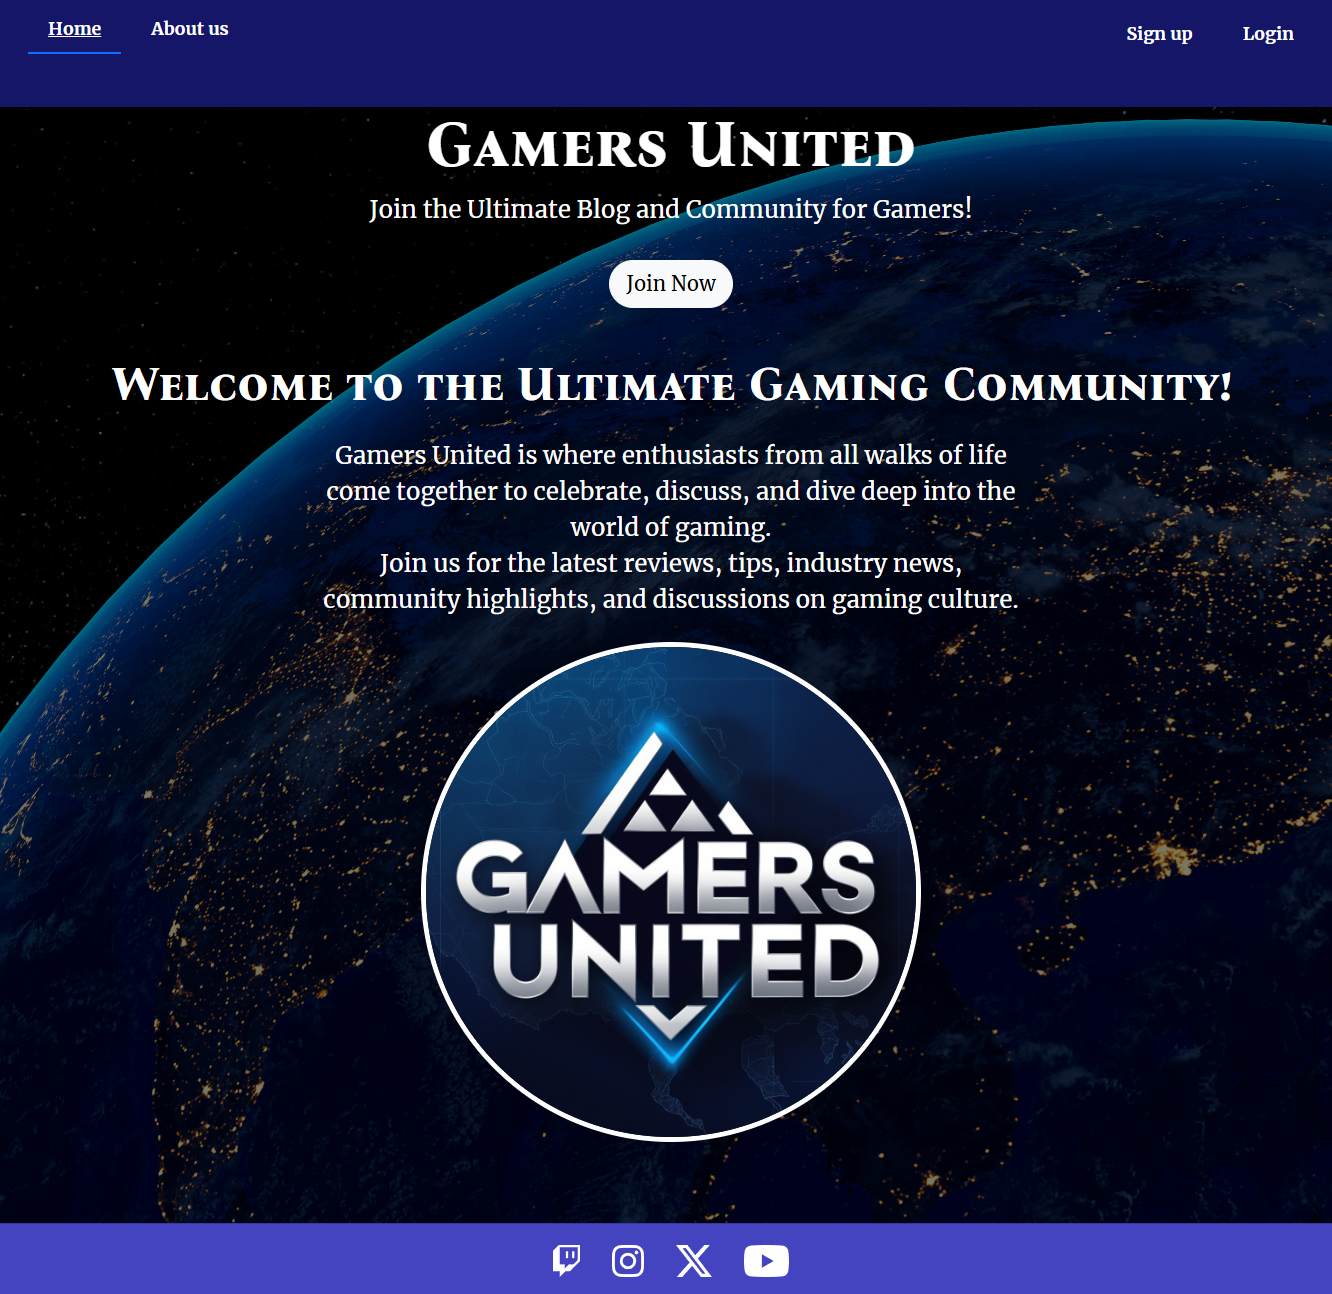 Home
About us
Sign up
Login
Gamers United
Join the Ultimate Blog and Community for Gamers!
Join Now
Welcome to the Ultimate Gaming Community!
Gamers United is where enthusiasts from all walks of life
come together to celebrate, discuss, and dive deep into the
world of gaming.
Join us for the latest reviews, tips, industry news,
community highlights, and discussions on gaming culture.
GAMERS
UNITED